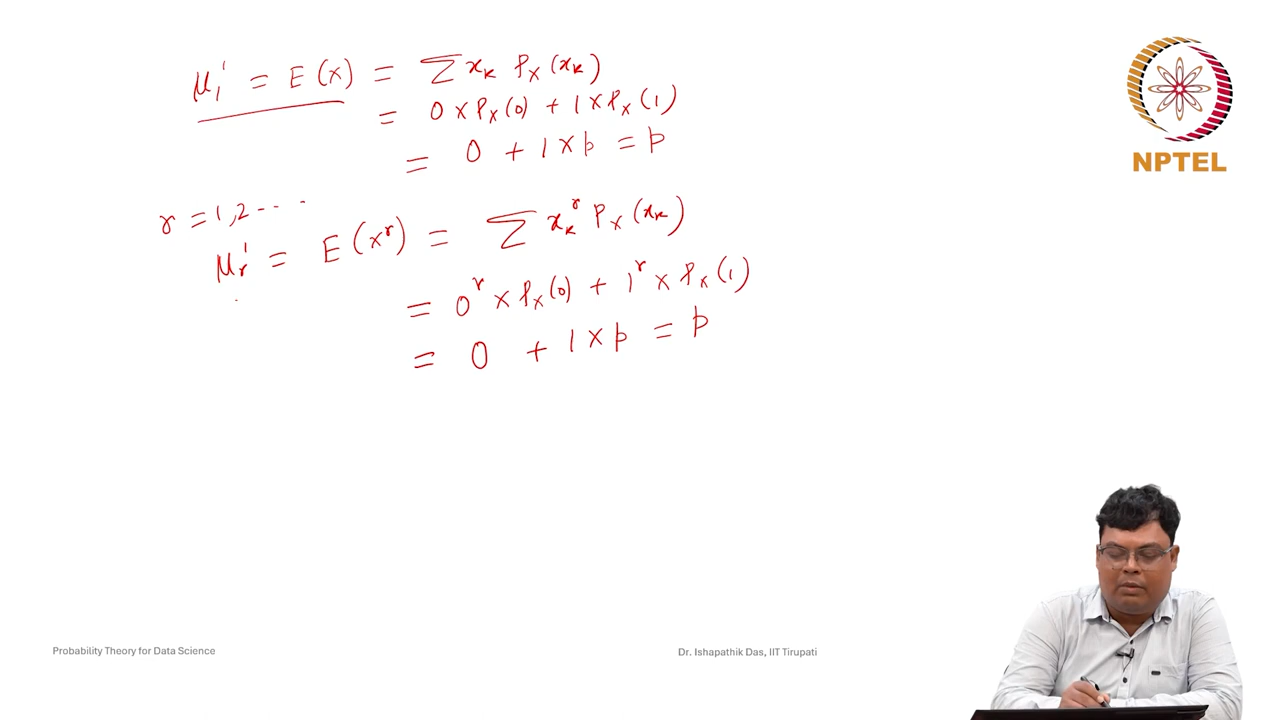 μ₁' = E(X) = Σ xₖ Pₓ(xₖ)
= 0 × Pₓ(0) + 1 × Pₓ(1)
= 0 + 1 × p = p
r = 1, 2 ....
μᵣ' = E(Xʳ) = Σ xₖʳ Pₓ(xₖ)
= 0ʳ × Pₓ(0) + 1ʳ × Pₓ(1)
= 0 + 1 × p = p
NPTEL
Probability Theory for Data Science
Dr. Ishapathik Das, IIT Tirupati